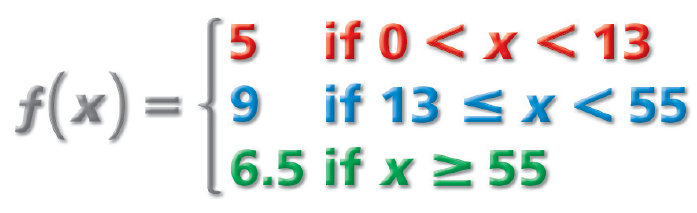 f(x) = { 5 if 0 < x < 13
9 if 13 ≤ x < 55
6.5 if x ≥ 55